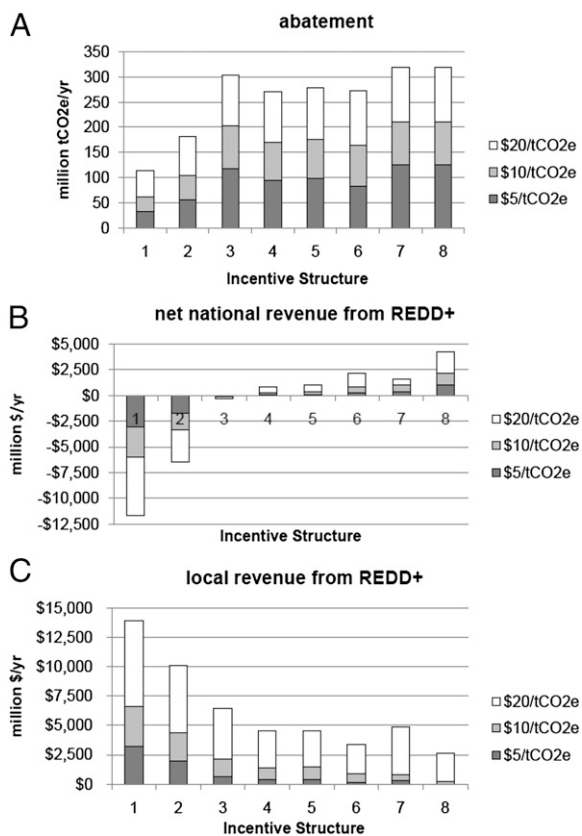 A
abatement
350
300
250
200
150
100
50
0
million tCO2e/yr
1 2 3 4 5 6 7 8
Incentive Structure
$20/tCO2e
$10/tCO2e
$5/tCO2e
B
net national revenue from REDD+
$5,000
$2,500
$0
-$2,500
-$5,000
-$7,500
-$10,000
-$12,500
million $/yr
1 2 3 4 5 6 7 8
Incentive Structure
$20/tCO2e
$10/tCO2e
$5/tCO2e
C
local revenue from REDD+
$15,000
$12,500
$10,000
$7,500
$5,000
$2,500
$0
million $/yr
1 2 3 4 5 6 7 8
Incentive Structure
$20/tCO2e
$10/tCO2e
$5/tCO2e